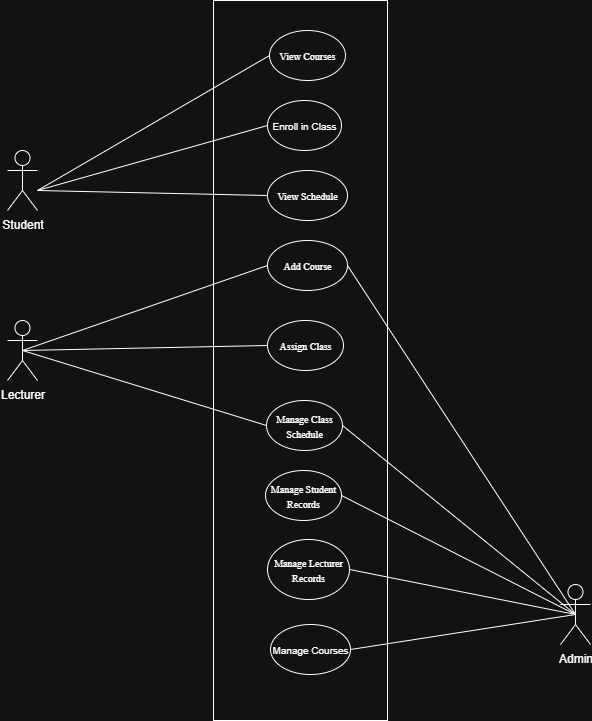 View Courses
Enroll in Class
Student
View Schedule
Add Course
Lecturer
Assign Class
Manage Class
Schedule
Manage Student
Records
Manage Lecturer
Records
Manage Courses
Admin